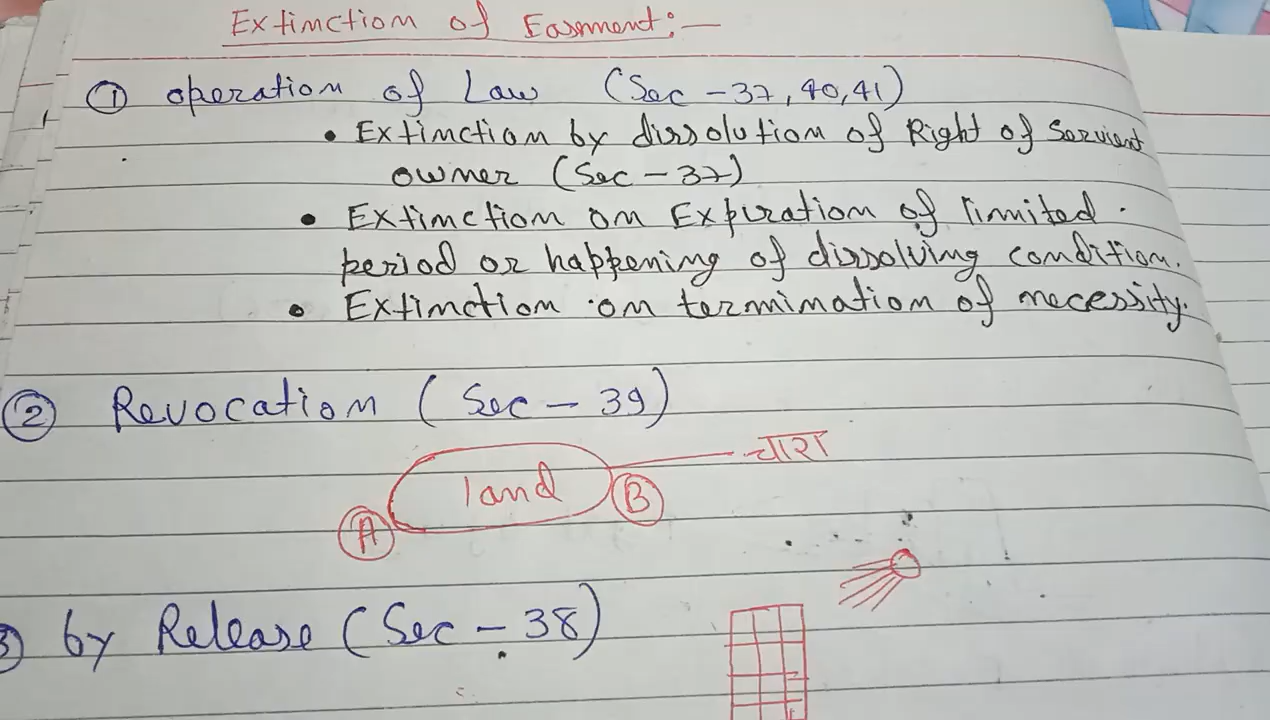 Extinction of Easement:-
① operation of Law (Sec - 37, 40, 41)
• Extinction by dissolution of Right of Servient
owner (Sec - 37)
• Extinction on Expiration of limited
period or happening of dissolving condition.
• Extinction on termination of necessity.
② Revocation (Sec - 39)
चारा
land
Ⓐ Ⓑ
③ by Release (Sec - 38)